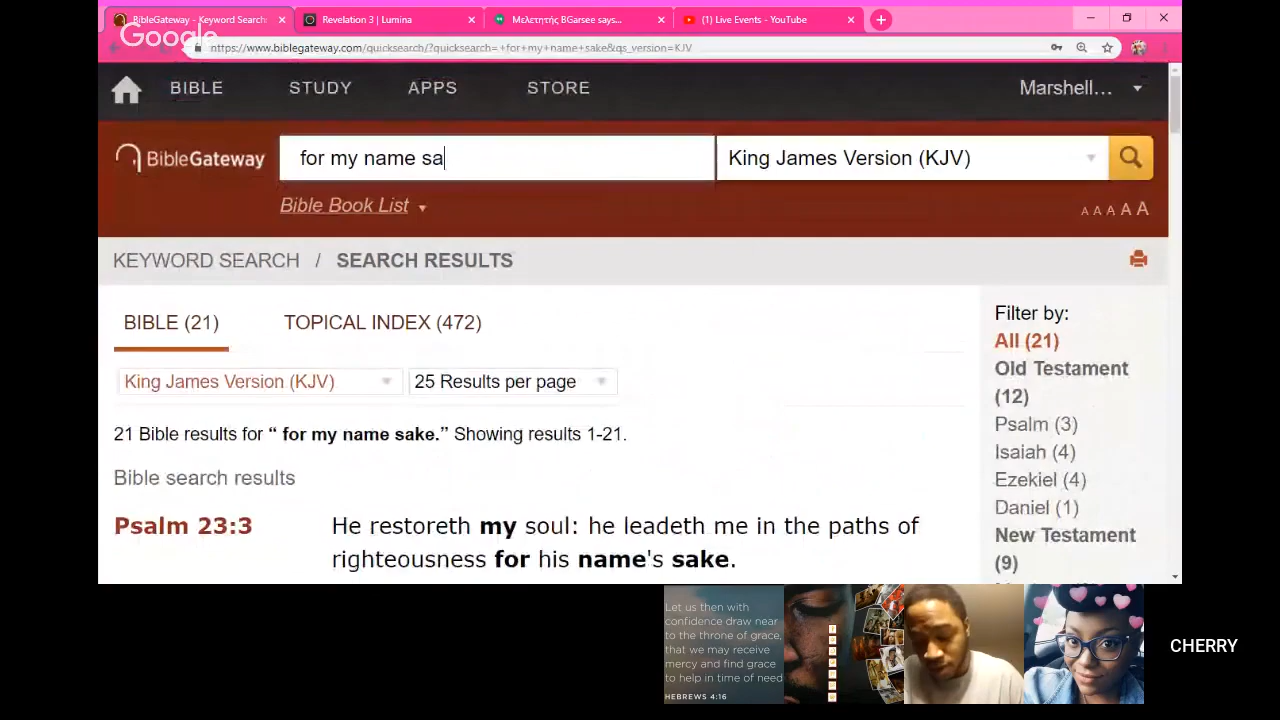 BibleGateway - Keyword Search:
Revelation 3 | Lumina
Μελετητής BGarsee says...
(1) Live Events - YouTube
Google
https://www.biblegateway.com/quicksearch/?quicksearch=+for+my+name+sake&qs_version=KJV
BIBLE STUDY APPS STORE Marshell...
BibleGateway for my name sa King James Version (KJV)
Bible Book List
A A A A A
KEYWORD SEARCH / SEARCH RESULTS
BIBLE (21) TOPICAL INDEX (472)
King James Version (KJV) 25 Results per page
21 Bible results for “ for my name sake.” Showing results 1-21.
Bible search results
Psalm 23:3 He restoreth my soul: he leadeth me in the paths of
righteousness for his name's sake.
Filter by:
All (21)
Old Testament
(12)
Psalm (3)
Isaiah (4)
Ezekiel (4)
Daniel (1)
New Testament
(9)
Let us then with
confidence draw near
to the throne of grace,
that we may receive
mercy and find grace
to help in time of need
HEBREWS 4:16
CHERRY